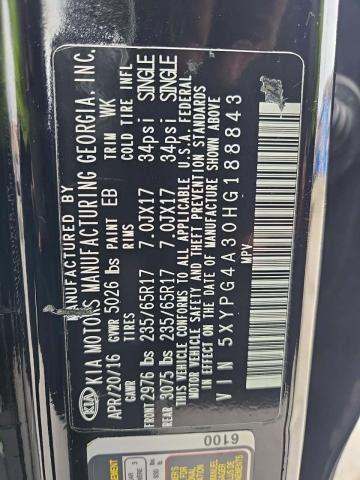 MANUFACTURED BY
KIA KIA MOTORS MANUFACTURING GEORGIA, INC.
APR/20/16 GVWR 5026 lbs PAINT EB TRIM WK
GAWR TIRES RIMS COLD TIRE INFL
FRONT 2976 lbs 235/65R17 7.0JX17 34psi SINGLE
REAR 3075 lbs 235/65R17 7.0JX17 34psi SINGLE
THIS VEHICLE CONFORMS TO ALL APPLICABLE U.S.A. FEDERAL
MOTOR VEHICLE SAFETY AND THEFT PREVENTION STANDARDS
IN EFFECT ON THE DATE OF MANUFACTURE SHOWN ABOVE
VIN 5XYPG4A30HG188843
MPV
6100